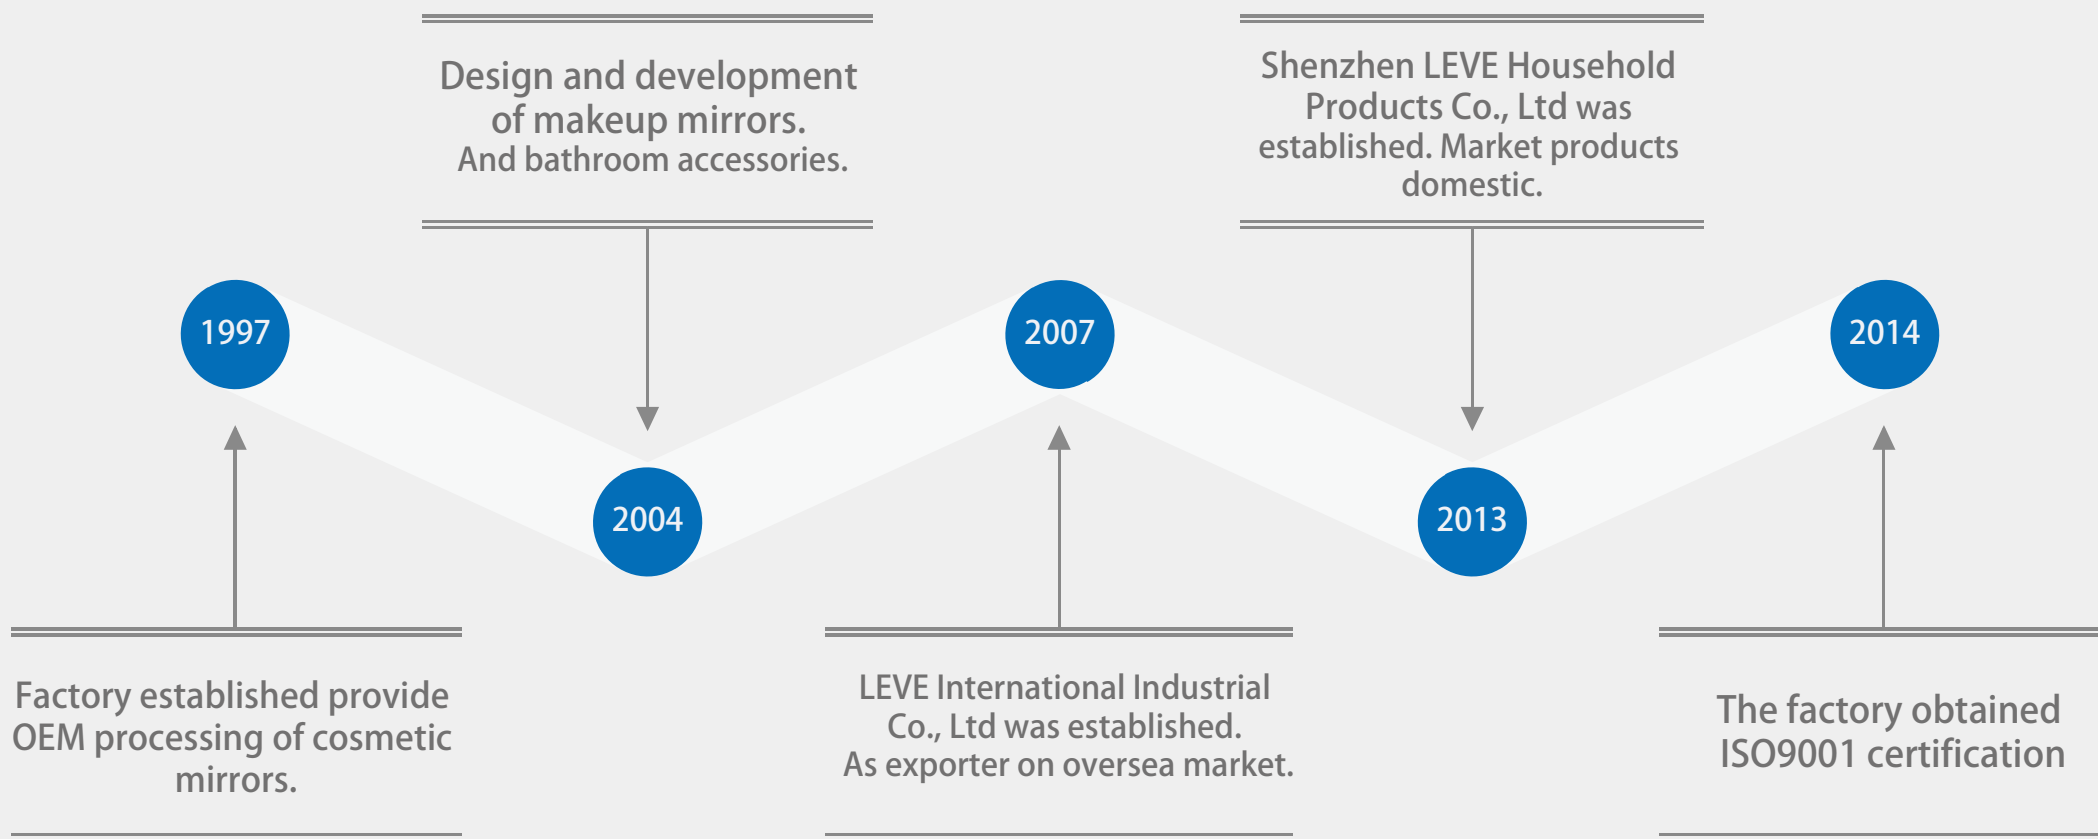 Design and development
of makeup mirrors.
And bathroom accessories.
Shenzhen LEVE Household
Products Co., Ltd was
established. Market products
domestic.
1997
2007
2014
2004
2013
Factory established provide
OEM processing of cosmetic
mirrors.
LEVE International Industrial
Co., Ltd was established.
As exporter on oversea market.
The factory obtained
ISO9001 certification